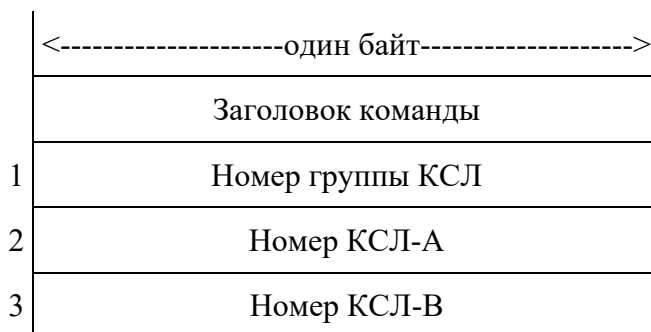 <---------------------один байт--------------------->
Заголовок команды
1 Номер группы КСЛ
2 Номер КСЛ-А
3 Номер КСЛ-В